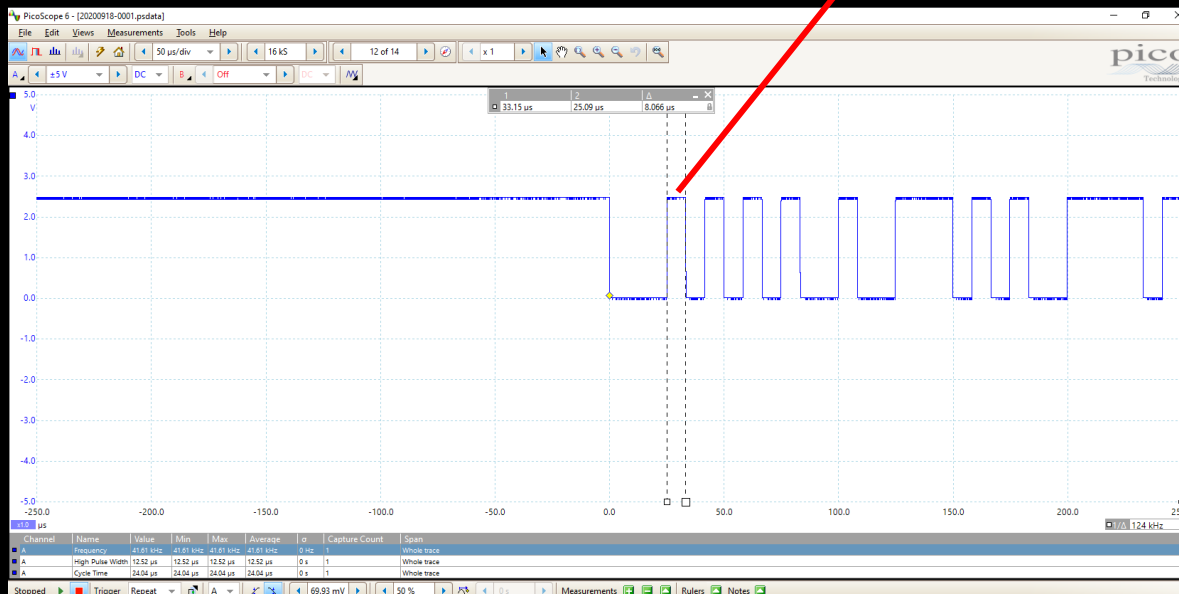 PicoScope 6 - [20200918-0001.psdata]
File Edit Views Measurements Tools Help
50 µs/div 16 kS 12 of 14 x 1
pico
Technolog
A ±5 V DC B Off DC
5.0
V
1 2 Δ
33.15 µs 25.09 µs 8.066 µs
4.0
3.0
2.0
1.0
0.0
-1.0
-2.0
-3.0
-4.0
-5.0
-250.0 -200.0 -150.0 -100.0 -50.0 0.0 50.0 100.0 150.0 200.0 25
x1.0 µs
1/Δ 124 kHz
Channel Name Value Min Max Average σ Capture Count Span
A Frequency 41.61 kHz 41.61 kHz 41.61 kHz 41.61 kHz 0 Hz 1 Whole trace
A High Pulse Width 12.52 µs 12.52 µs 12.52 µs 12.52 µs 0 s 1 Whole trace
A Cycle Time 24.04 µs 24.04 µs 24.04 µs 24.04 µs 0 s 1 Whole trace
Stopped Trigger Repeat A 69.93 mV 50 % 0 s Measurements Rulers Notes